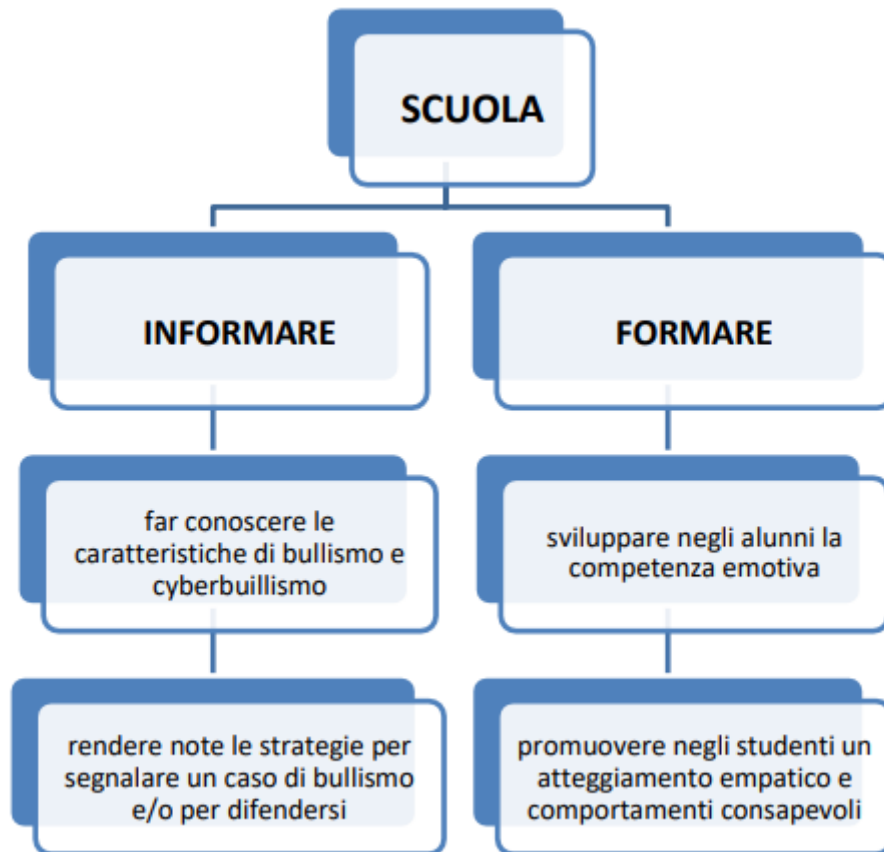 SCUOLA
INFORMARE
FORMARE
far conoscere le
caratteristiche di bullismo e
cyberbuillismo
sviluppare negli alunni la
competenza emotiva
rendere note le strategie per
segnalare un caso di bullismo
e/o per difendersi
promuovere negli studenti un
atteggiamento empatico e
comportamenti consapevoli